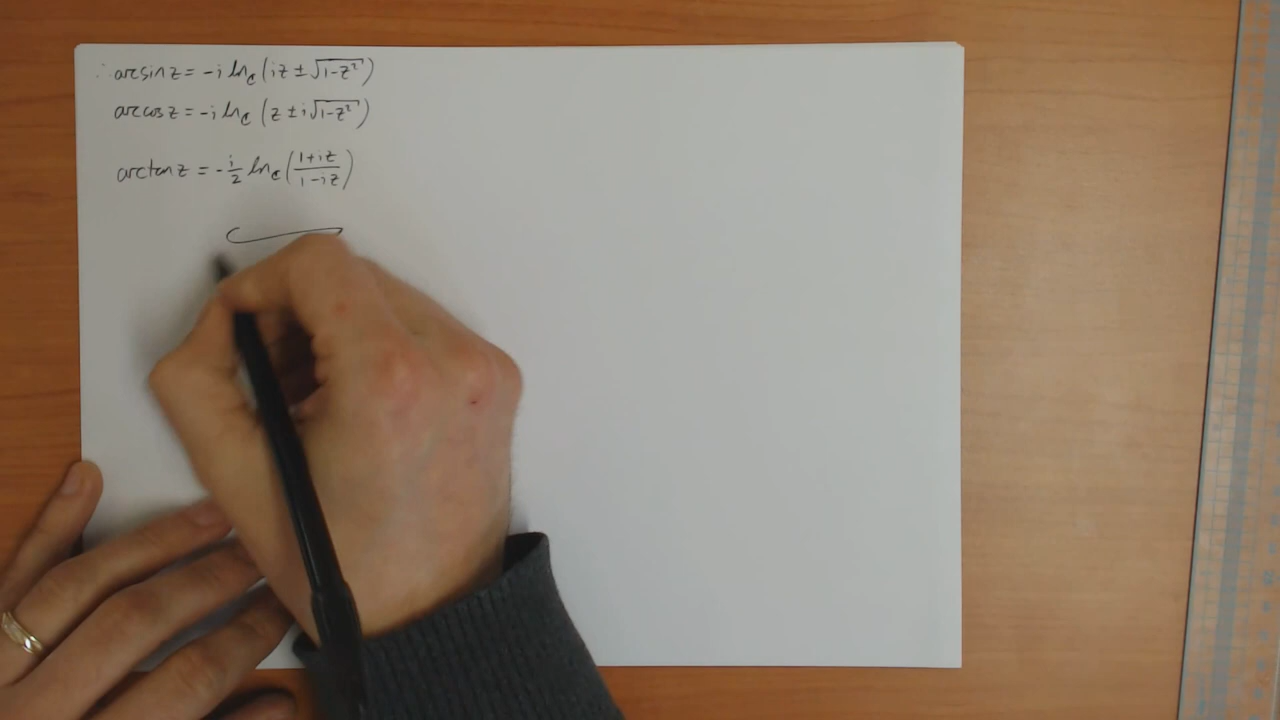 ∴ arcsin z = -i ln_ℂ (iz ± √(1-z²))
arccos z = -i ln_ℂ (z ± i√(1-z²))
arctan z = -i/2 ln_ℂ ((1+iz)/(1-iz))